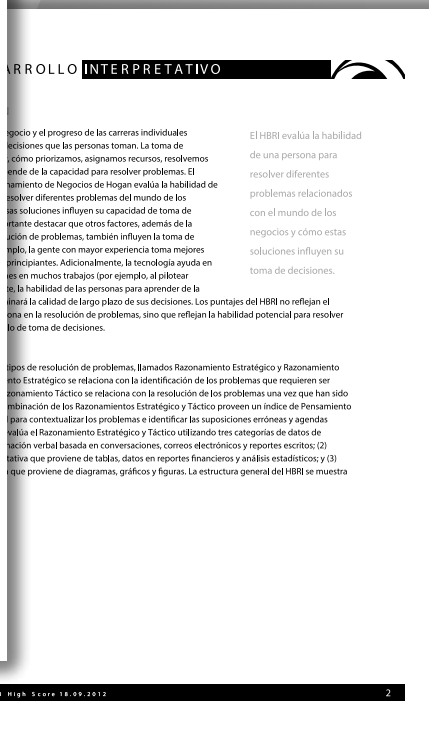 RROLLO INTERPRETATIVO
negocio y el progreso de las carreras individuales
decisiones que las personas toman. La toma de
, cómo priorizamos, asignamos recursos, resolvemos
ende de la capacidad para resolver problemas. El
namiento de Negocios de Hogan evalúa la habilidad de
resolver diferentes problemas del mundo de los
sas soluciones influyen su capacidad de toma de
ortante destacar que otros factores, además de la
ución de problemas, también influyen la toma de
mplo, la gente con mayor experiencia toma mejores
principiantes. Adicionalmente, la tecnología ayuda en
nes en muchos trabajos (por ejemplo, al pilotear
te, la habilidad de las personas para aprender de la
ninará la calidad de largo plazo de sus decisiones. Los puntajes del HBRI no reflejan el
ona en la resolución de problemas, sino que reflejan la habilidad potencial para resolver
lo de toma de decisiones.
El HBRI evalúa la habilidad
de una persona para
resolver diferentes
problemas relacionados
con el mundo de los
negocios y cómo estas
soluciones influyen su
toma de decisiones.
tipos de resolución de problemas, llamados Razonamiento Estratégico y Razonamiento
ento Estratégico se relaciona con la identificación de los problemas que requieren ser
zonamiento Táctico se relaciona con la resolución de los problemas una vez que han sido
ombinación de los Razonamientos Estratégico y Táctico proveen un índice de Pensamiento
para contextualizar los problemas e identificar las suposiciones erróneas y agendas
evalúa el Razonamiento Estratégico y Táctico utilizando tres categorías de datos de
mación verbal basada en conversaciones, correos electrónicos y reportes escritos; (2)
tativa que proviene de tablas, datos en reportes financieros y análisis estadísticos; y (3)
que proviene de diagramas, gráficos y figuras. La estructura general del HBRI se muestra
High Score 18.09.2012
2